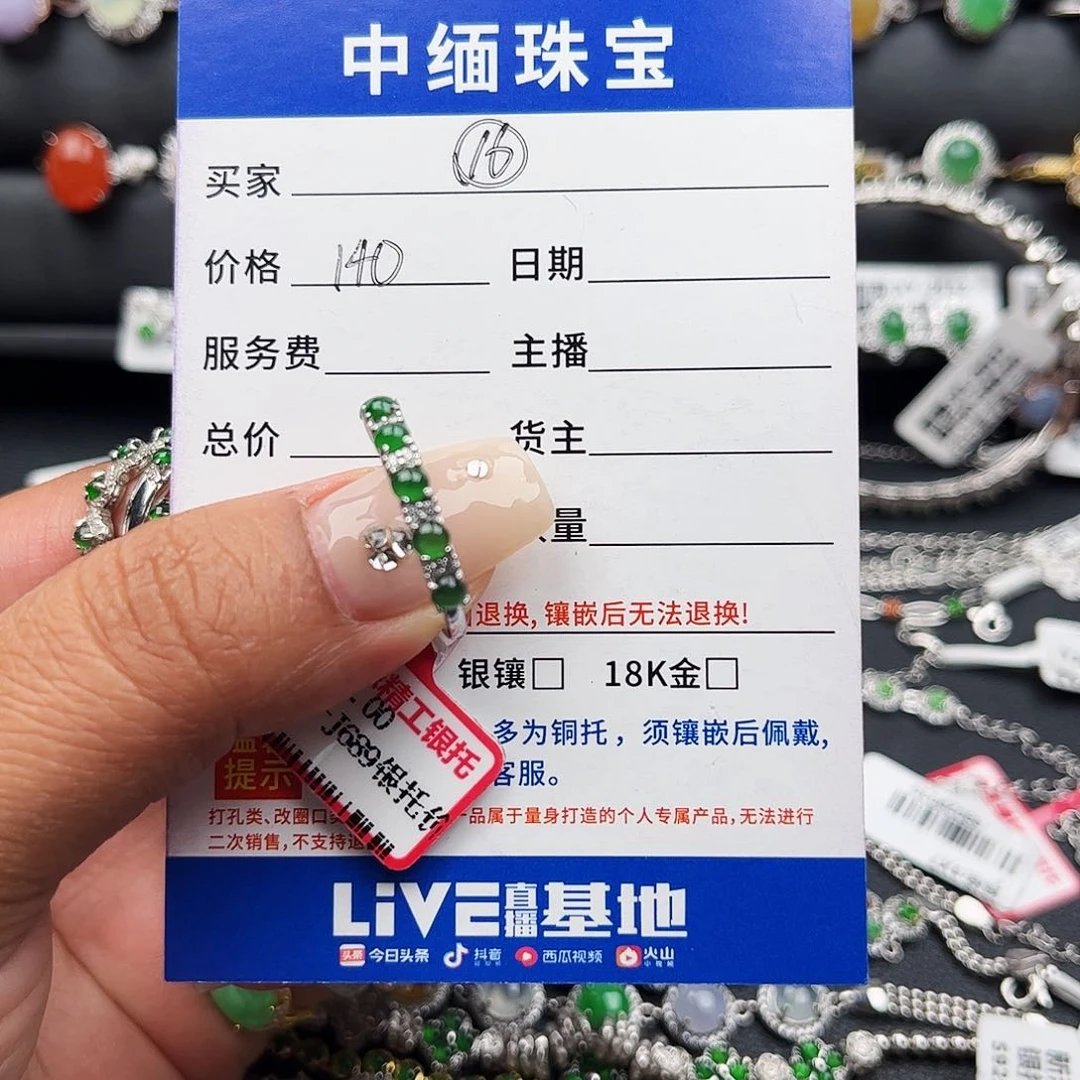 中缅珠宝
买家 16
价格 140 日期
服务费 主播
总价 货主
量
退换，镶嵌后无法退换！
银镶□ 18K金□
多为铜托，须镶嵌后佩戴，
提示 客服。
精工银托
J689银托
打孔类、改圈口 品属于量身打造的个人专属产品，无法进行
二次销售，不支持
LiVE直播基地
头条 今日头条 抖音 西瓜视频 火山